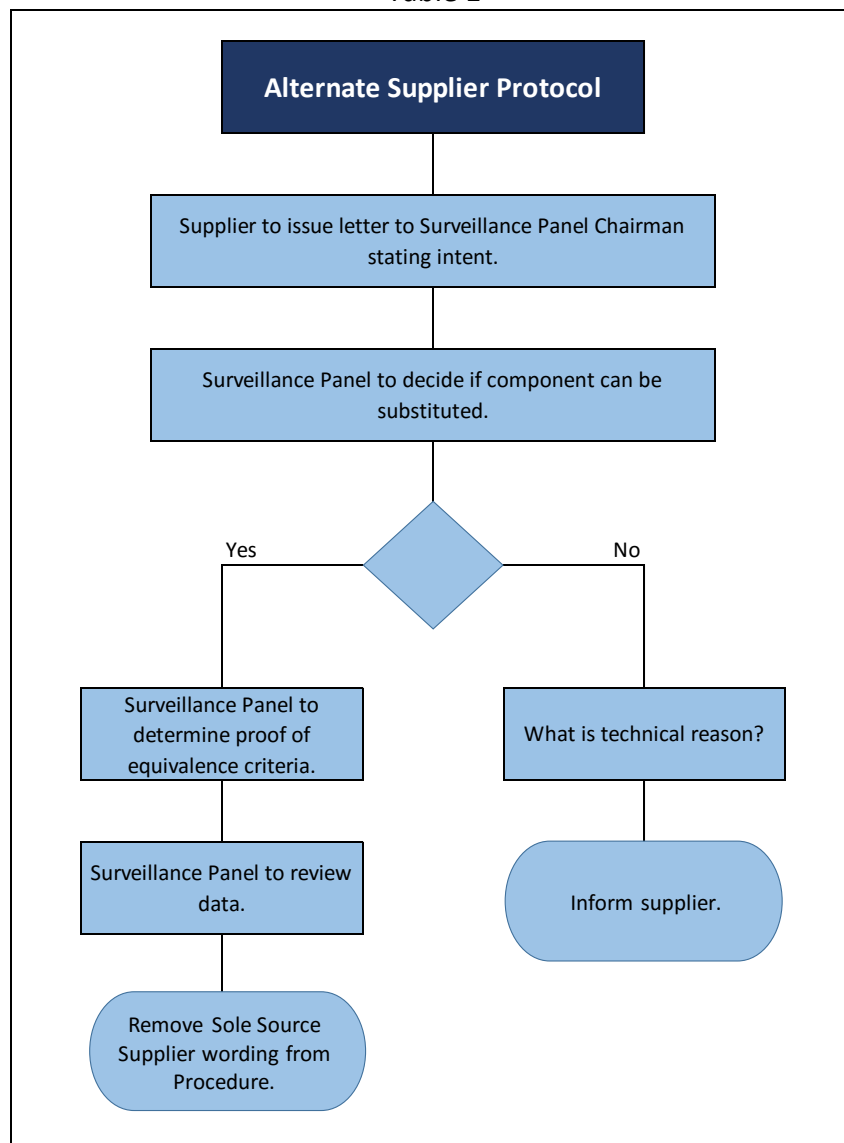 Alternate Supplier Protocol
Supplier to issue letter to Surveillance Panel Chairman
stating intent.
Surveillance Panel to decide if component can be
substituted.
Yes
No
Surveillance Panel to
determine proof of
equivalence criteria.
What is technical reason?
Surveillance Panel to review
data.
Inform supplier.
Remove Sole Source
Supplier wording from
Procedure.